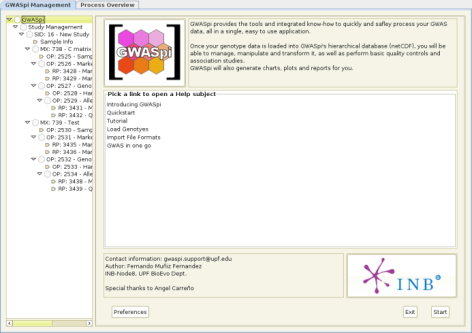 GWASpi Management Process Overview
GWASpi
Study Management
SID: 16 - New Study
Sample Info
MX: 738 - C matrix
OP: 2525 - Samp
OP: 2526 - Marke
RP: 3428 - Mar
RP: 3429 - Mar
OP: 2527 - Geno
OP: 2528 - Har
OP: 2529 - Alle
RP: 3431 - M
RP: 3432 - Q
MX: 739 - Test
OP: 2530 - Samp
OP: 2531 - Marke
RP: 3435 - Mar
RP: 3436 - Mar
OP: 2532 - Geno
OP: 2533 - Har
OP: 2534 - Alle
RP: 3438 - M
RP: 3439 - Q
GWASpi
GWASpi provides the tools and integrated know-how to quickly and safley process your GWAS
data, all in a single, easy to use application.
Once your genotype data is loaded into GWASpi's hierarchical database (netCDF), you will be
able to manage, manipulate and transform it, as well as perform basic quality controls and
association studies.
GWASpi will also generate charts, plots and reports for you.
Pick a link to open a Help subject
Introducing GWASpi
Quickstart
Tutorial
Load Genotyes
Import File Formats
GWAS in one go
Contact information: gwaspi.support@upf.edu
Author: Fernando Muñiz Fernandez
INB-Node8, UPF BioEvo Dept.
Special thanks to Angel Carreño
INB
Preferences Exit Start